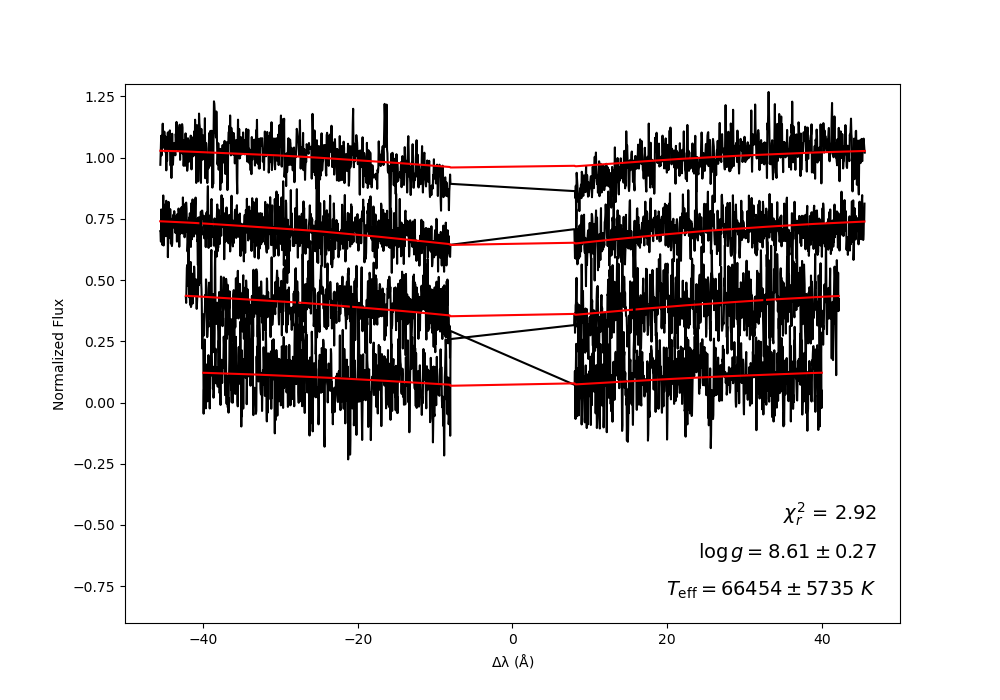 1.25
1.00
0.75
0.50
0.25
0.00
−0.25
−0.50
−0.75
Normalized Flux
χ²ᵣ = 2.92
log g = 8.61 ± 0.27
T_eff = 66454 ± 5735 K
−40 −20 0 20 40
Δλ (Å)